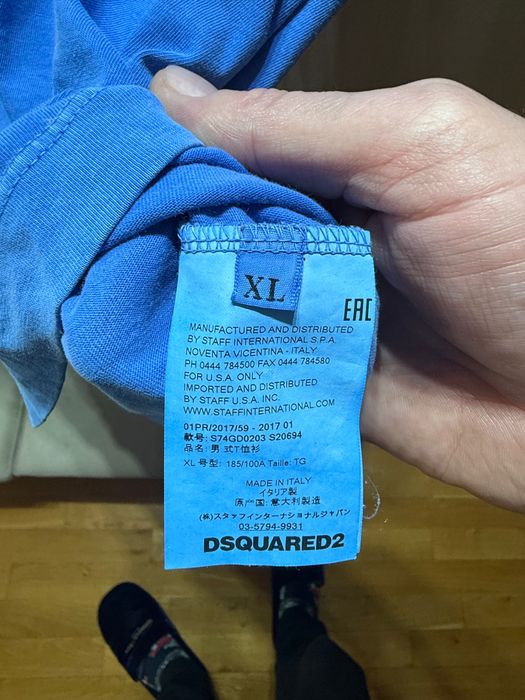 XL
EAC
MANUFACTURED AND DISTRIBUTED
BY STAFF INTERNATIONAL S.P.A.
NOVENTA VICENTINA - ITALY
PH 0444 784500 FAX 0444 784580
FOR U.S.A. ONLY
IMPORTED AND DISTRIBUTED
BY STAFF U.S.A. INC.
WWW.STAFFINTERNATIONAL.COM
01PR/2017/59 - 2017 01
款号: S74GD0203 S20694
品名: 男 式T恤衫
XL 号型: 185/100A Taille: TG
MADE IN ITALY
イタリア製
原产国: 意大利製造
(株)スタッフインターナショナルジャパン
03-5794-9931
DSQUARED2